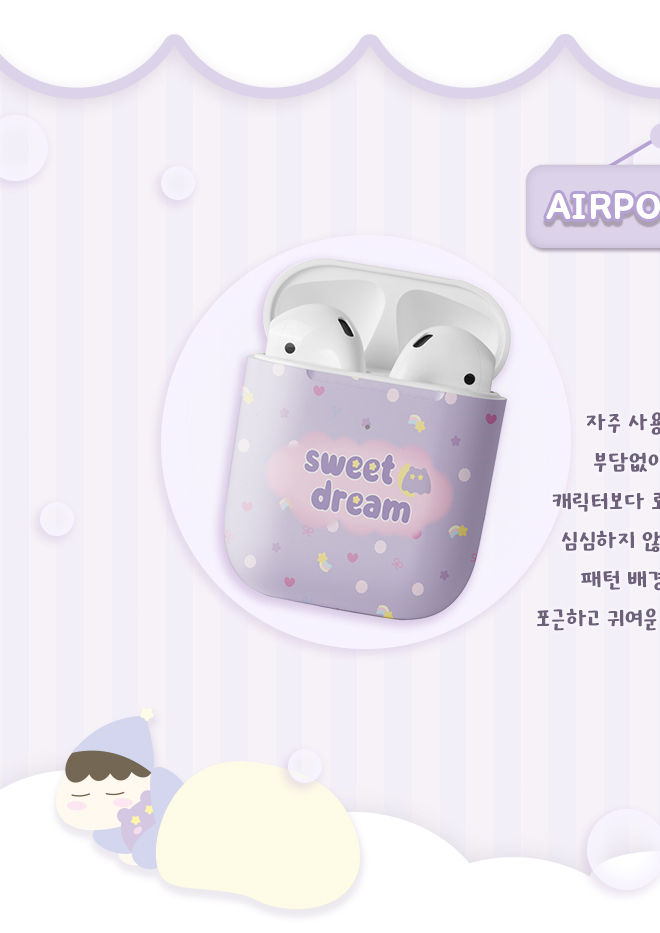 AIRPO
sweet
dream
자주 사용
부담없이
캐릭터보다 로
심심하지 않
패턴 배경
포근하고 귀여운